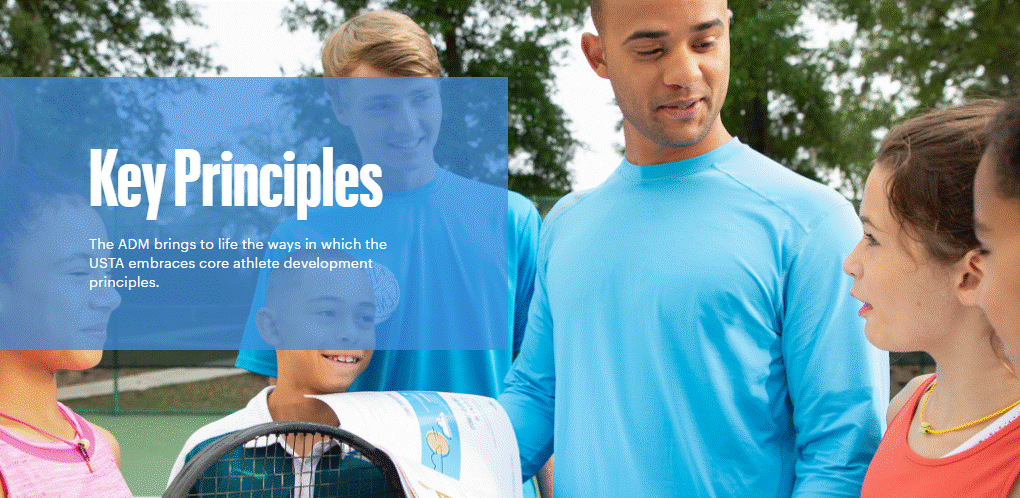 Key Principles
The ADM brings to life the ways in which the
USTA embraces core athlete development
principles.